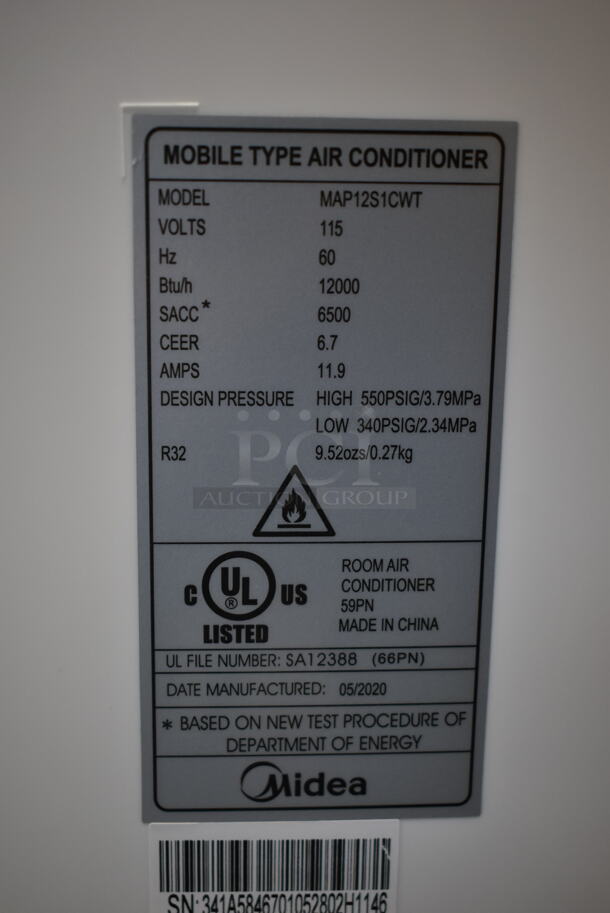 MOBILE TYPE AIR CONDITIONER
MODEL MAP12S1CWT
VOLTS 115
Hz 60
Btu/h 12000
SACC* 6500
CEER 6.7
AMPS 11.9
DESIGN PRESSURE HIGH 550PSIG/3.79MPa
LOW 340PSIG/2.34MPa
R32 9.52ozs/0.27kg
PCI
AUCTION GROUP
C UL ® US
LISTED
ROOM AIR
CONDITIONER
59PN
MADE IN CHINA
UL FILE NUMBER: SA12388 (66PN)
DATE MANUFACTURED: 05/2020
* BASED ON NEW TEST PROCEDURE OF
DEPARTMENT OF ENERGY
Midea
SN: 341A5846701052802H1146